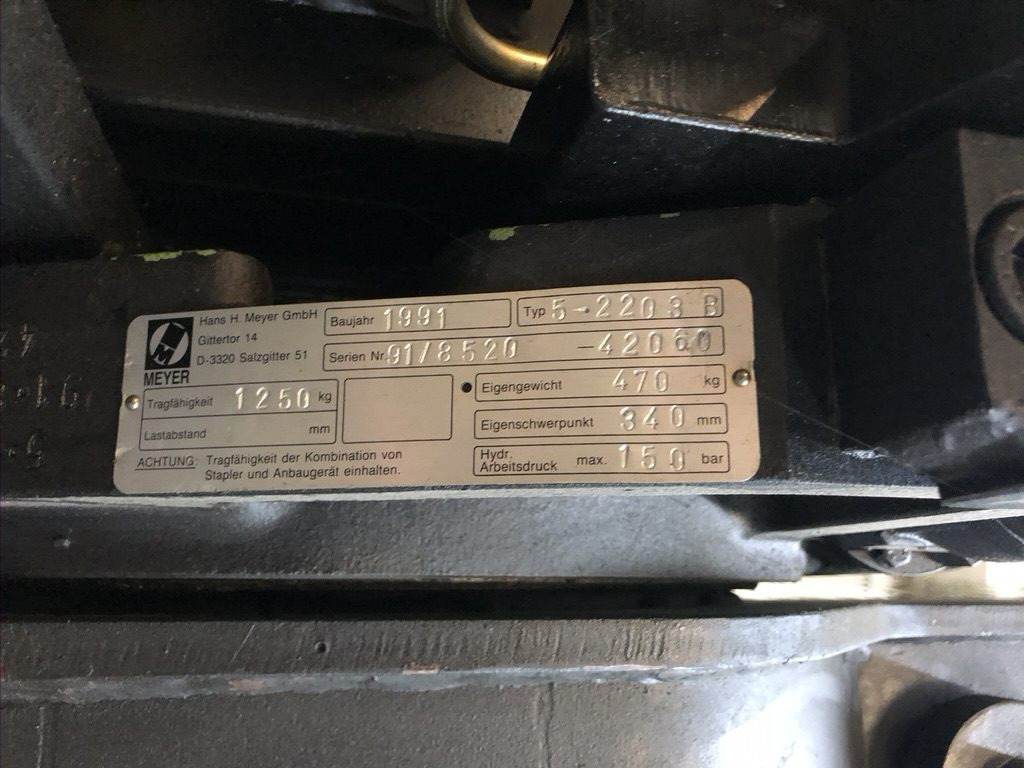 Hans H. Meyer GmbH
Gittertor 14
D-3320 Salzgitter 51
MEYER
Baujahr 1991
Typ 5-2203 B
Serien Nr. 91/8520 -42060
Tragfähigkeit 1250 kg
Lastabstand mm
Eigengewicht 470 kg
Eigenschwerpunkt 340 mm
Hydr.
Arbeitsdruck max. 150 bar
ACHTUNG: Tragfähigkeit der Kombination von
Stapler und Anbaugerät einhalten.